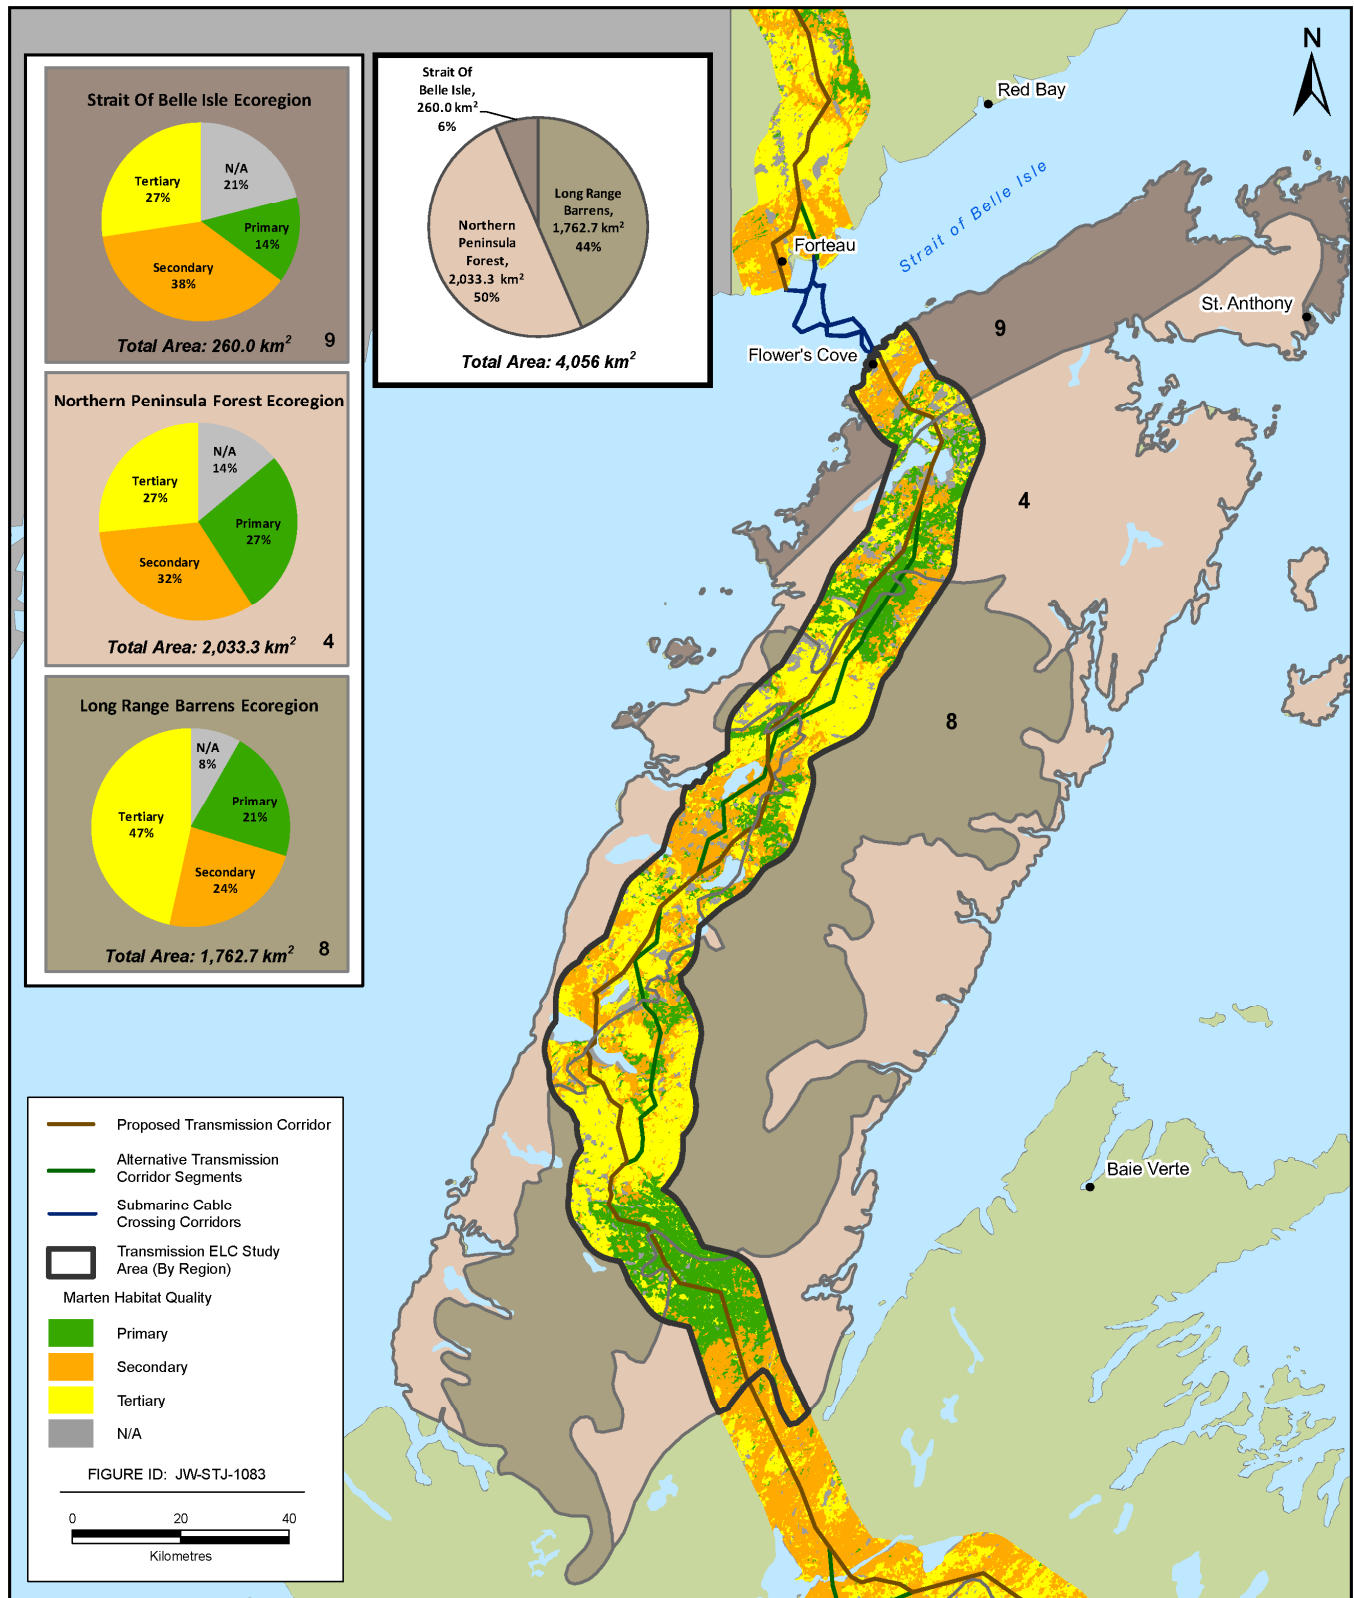 Strait Of Belle Isle Ecoregion
N/A
21%
Tertiary
27%
Primary
14%
Secondary
38%
Total Area: 260.0 km²
9
Northern Peninsula Forest Ecoregion
N/A
14%
Tertiary
27%
Primary
27%
Secondary
32%
Total Area: 2,033.3 km²
4
Long Range Barrens Ecoregion
N/A
8%
Primary
21%
Tertiary
47%
Secondary
24%
Total Area: 1,762.7 km²
8
Strait Of
Belle Isle,
260.0 km²
6%
Long Range
Barrens,
1,762.7 km²
44%
Northern
Peninsula
Forest,
2,033.3 km²
50%
Total Area: 4,056 km²
N
Red Bay
Strait of Belle Isle
Forteau
St. Anthony
9
Flower's Cove
4
8
Baie Verte
Proposed Transmission Corridor
Alternative Transmission
Corridor Segments
Submarine Cable
Crossing Corridors
Transmission ELC Study
Area (By Region)
Marten Habitat Quality
Primary
Secondary
Tertiary
N/A
FIGURE ID: JW-STJ-1083
0 20 40
Kilometres